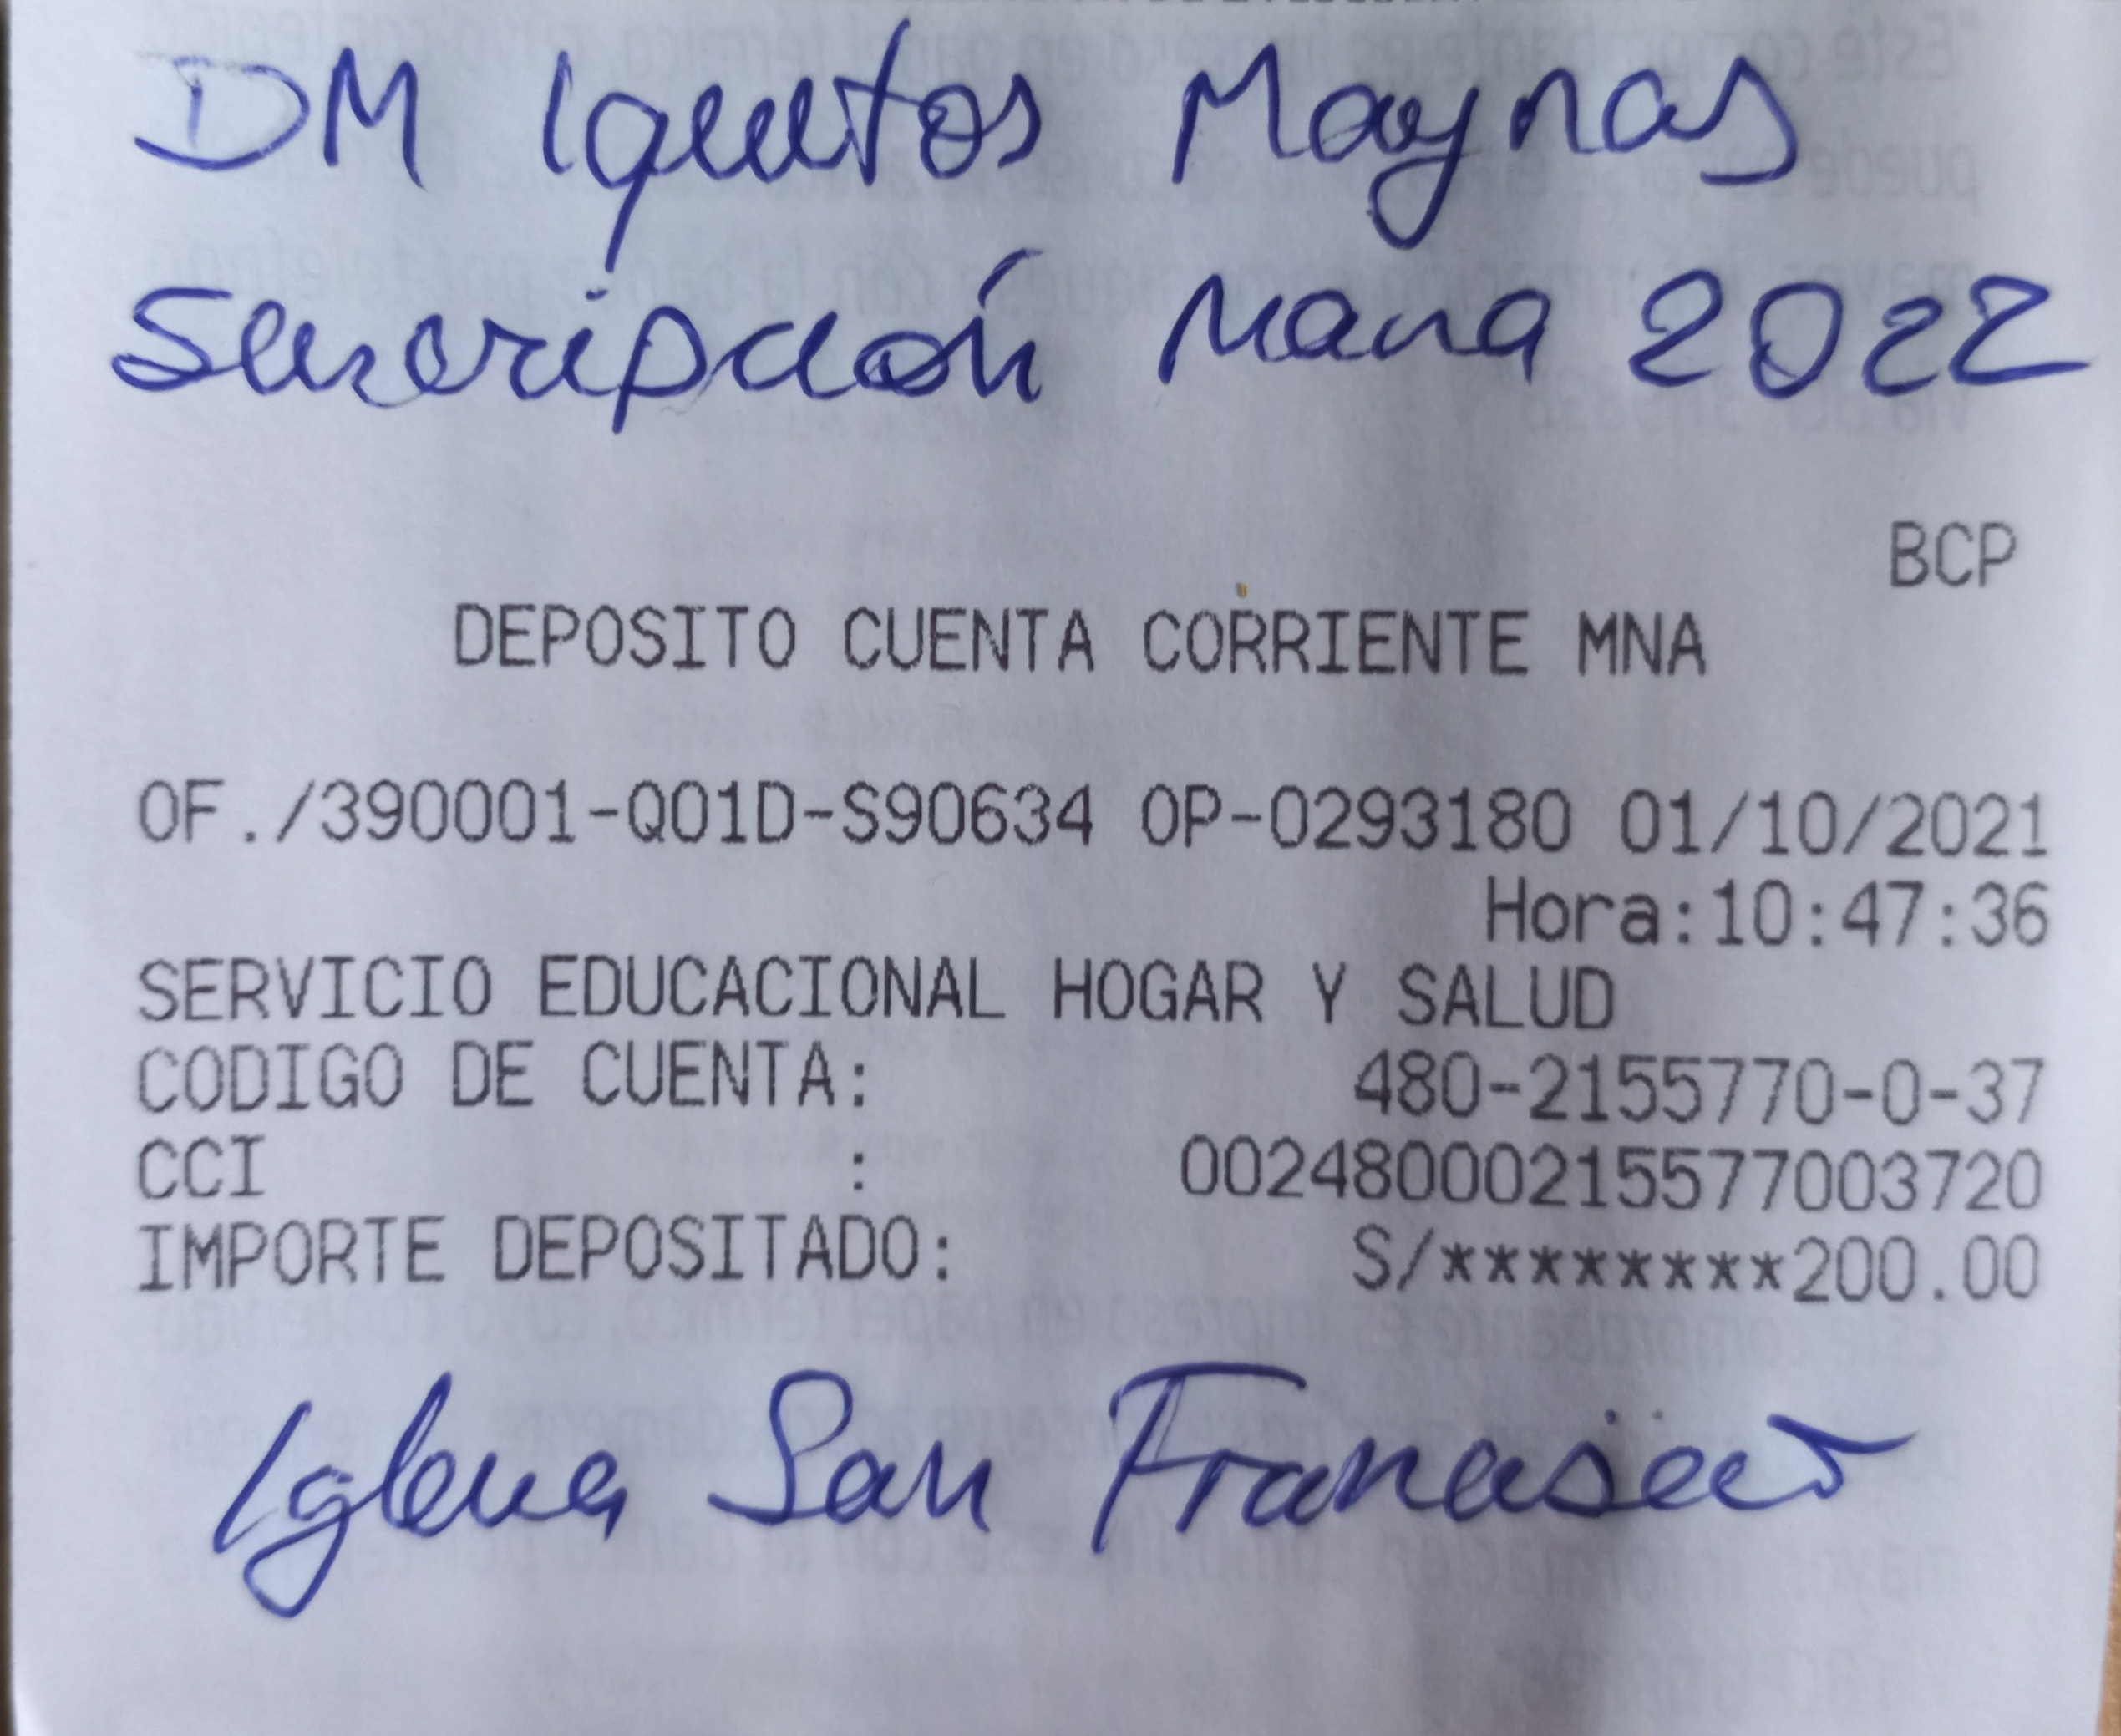 DM Iquitos Maynas
Suscripción Mana 2022
BCP
DEPOSITO CUENTA CORRIENTE MNA
OF./390001-Q01D-S90634 OP-0293180 01/10/2021
Hora:10:47:36
SERVICIO EDUCACIONAL HOGAR Y SALUD
CODIGO DE CUENTA: 480-2155770-0-37
CCI : 00248000215577003720
IMPORTE DEPOSITADO: S/********200.00
Iglesia San Francisco